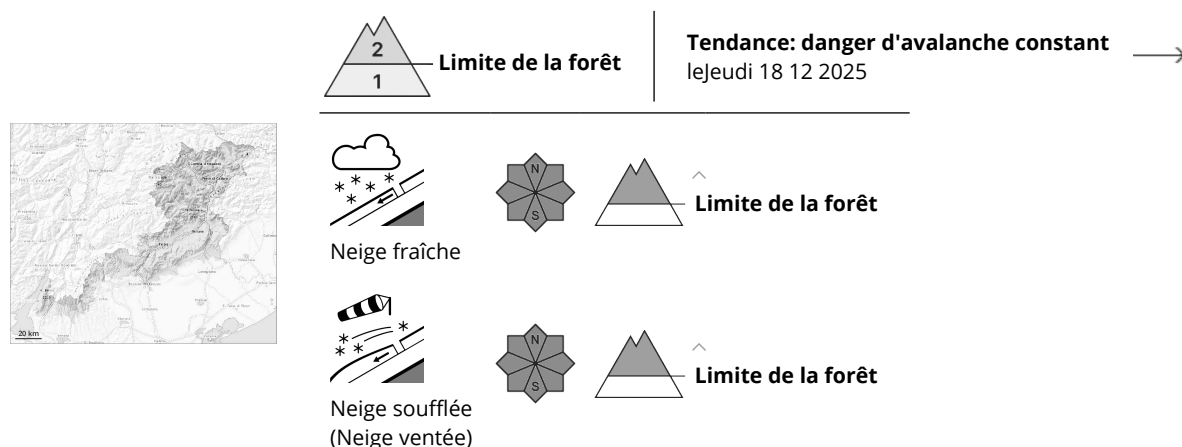 2
Limite de la forêt
1
Tendance: danger d'avalanche constant
leJeudi 18 12 2025
N
S
Limite de la forêt
Neige fraîche
20 km
N
S
Limite de la forêt
Neige soufflée
(Neige ventée)